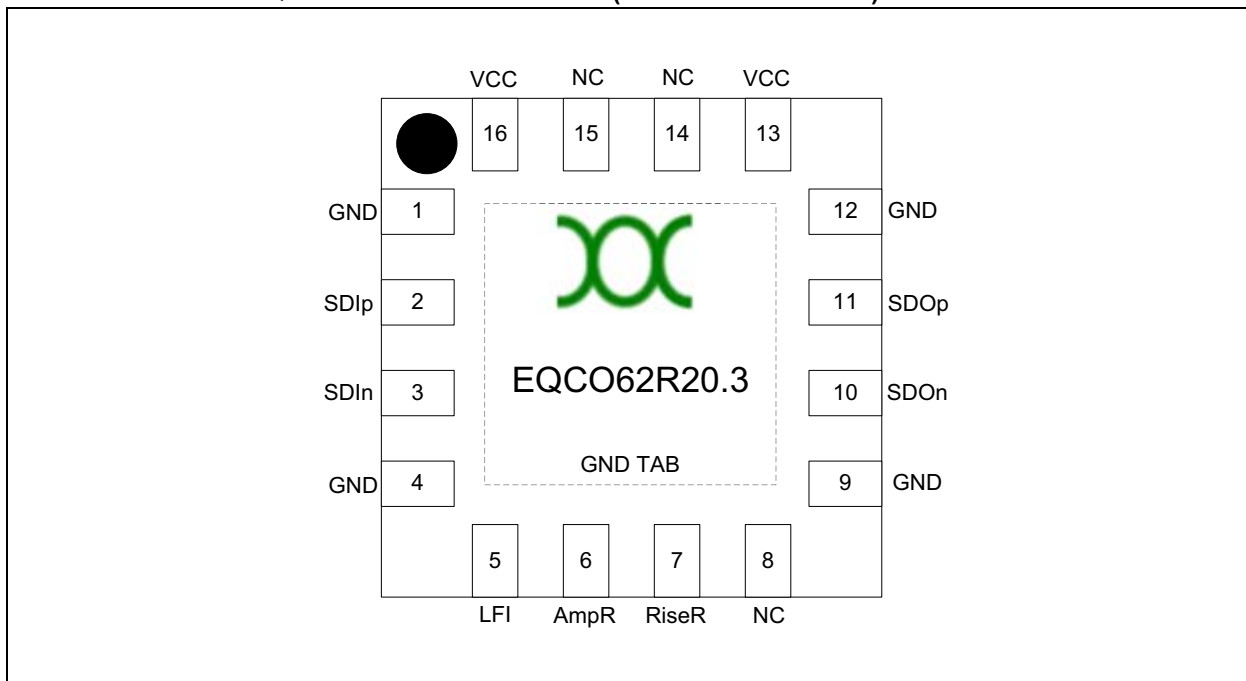 VCC NC NC VCC
16 15 14 13
GND 1 12 GND
SDIp 2 11 SDOp
SDIn 3 10 SDOn
EQCO62R20.3
GND TAB
GND 4 9 GND
5 6 7 8
LFI AmpR RiseR NC